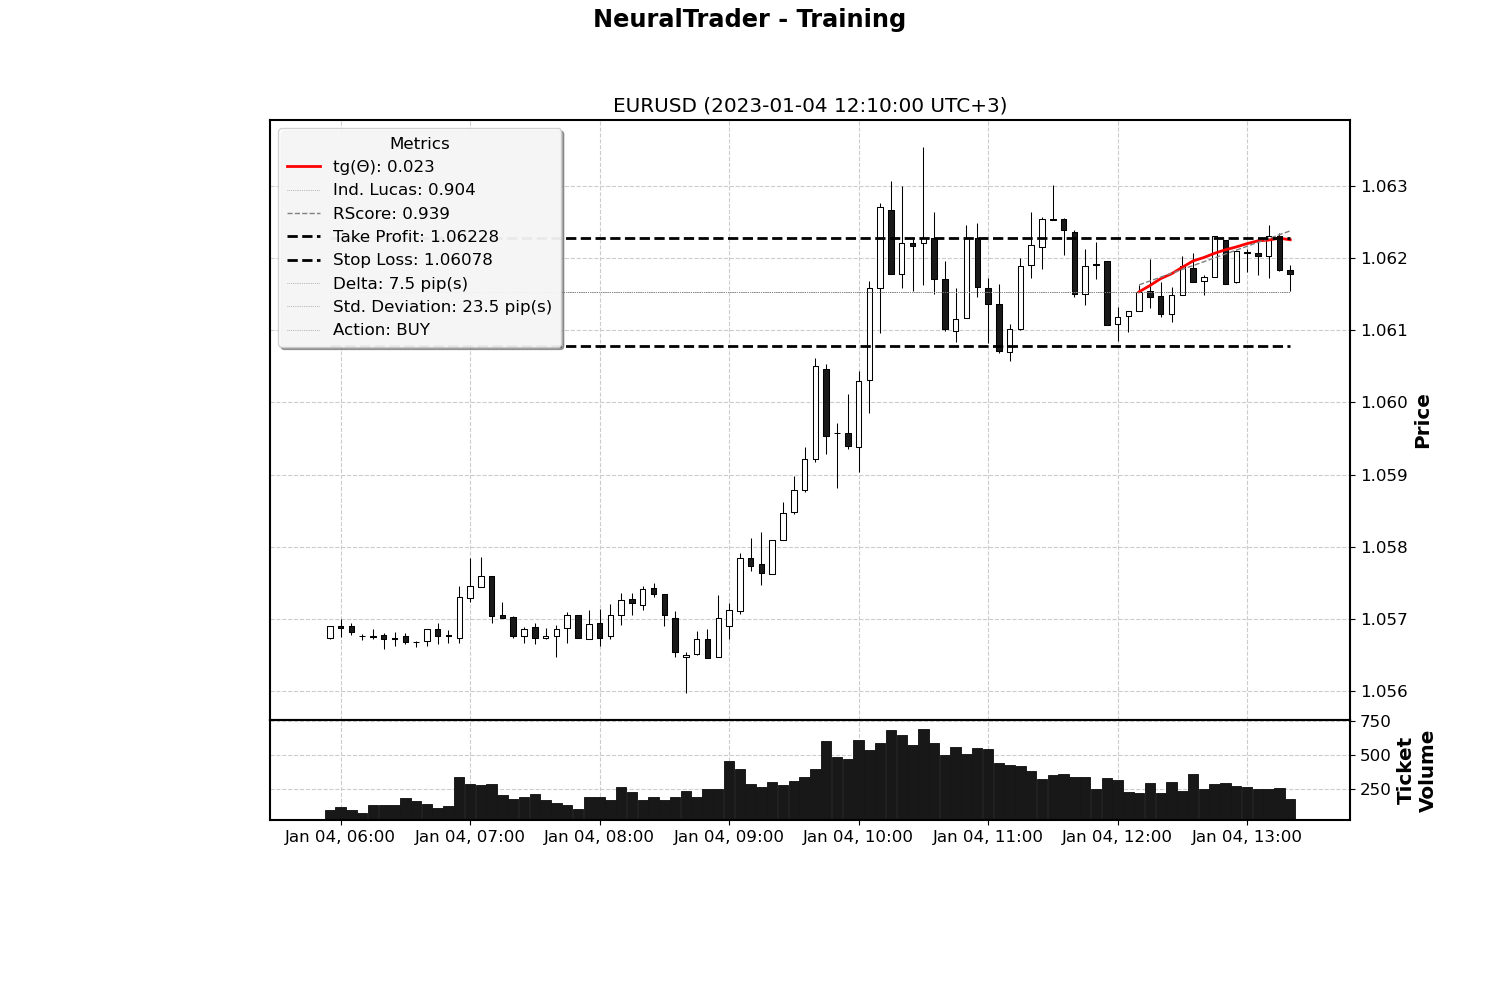 NeuralTrader - Training
EURUSD (2023-01-04 12:10:00 UTC+3)
Metrics
tg(Θ): 0.023
Ind. Lucas: 0.904
RScore: 0.939
Take Profit: 1.06228
Stop Loss: 1.06078
Delta: 7.5 pip(s)
Std. Deviation: 23.5 pip(s)
Action: BUY
1.063
1.062
1.061
1.060
1.059
1.058
1.057
1.056
Price
750
500
250
Ticket
Volume
Jan 04, 06:00
Jan 04, 07:00
Jan 04, 08:00
Jan 04, 09:00
Jan 04, 10:00
Jan 04, 11:00
Jan 04, 12:00
Jan 04, 13:00